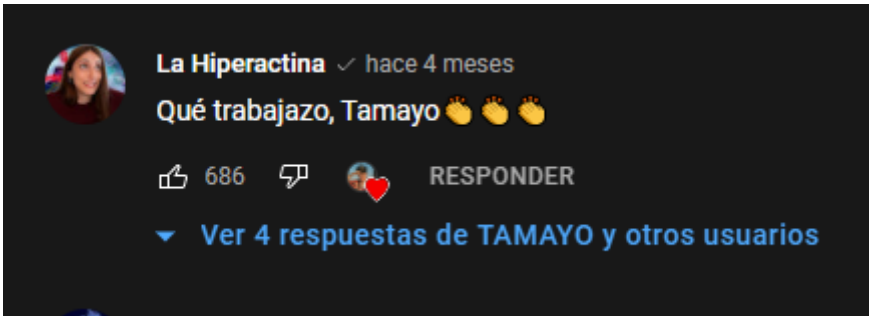 La Hiperactina ✓ hace 4 meses
Qué trabajazo, Tamayo👏👏👏
686 RESPONDER
Ver 4 respuestas de TAMAYO y otros usuarios